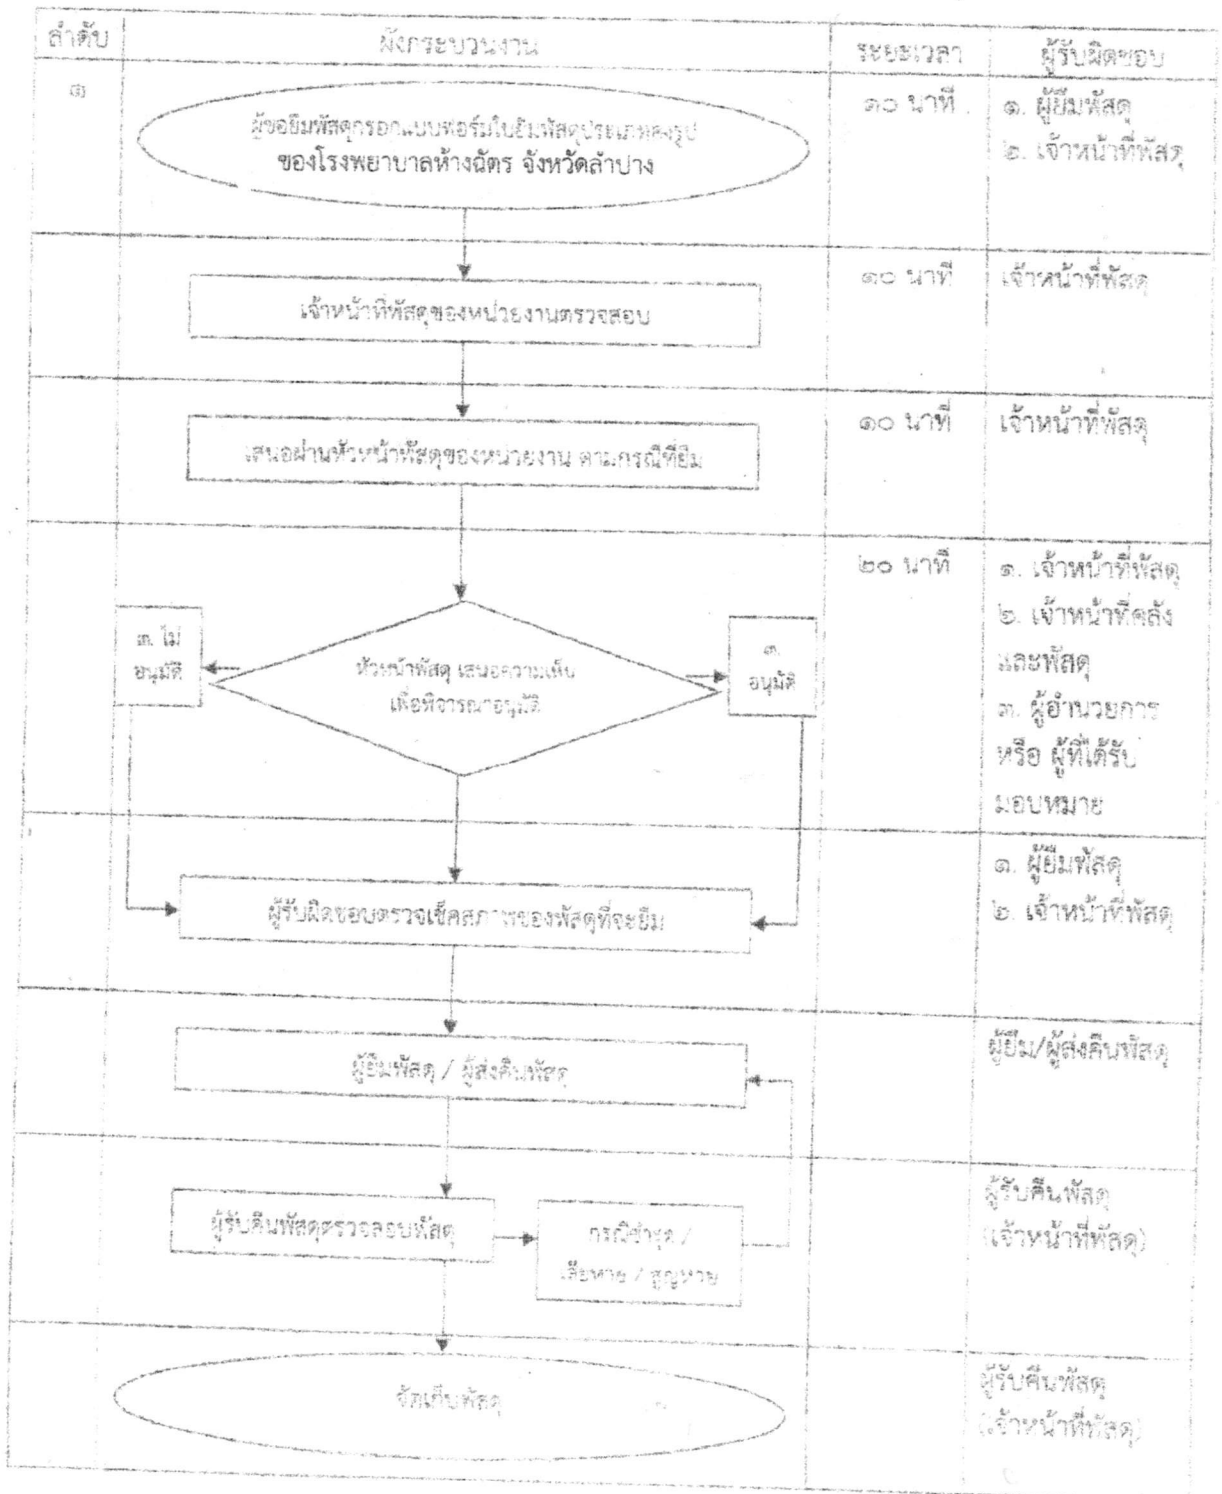 ลำดับ ผังกระบวนงาน ระยะเวลา ผู้รับผิดชอบ
๑
ผู้ขอยืมพัสดุกรอกแบบฟอร์มใบยืมพัสดุประเภทคงรูป
ของโรงพยาบาลห้างฉัตร จังหวัดลำปาง
๑๐ นาที
๑. ผู้ยืมพัสดุ
๒. เจ้าหน้าที่พัสดุ
เจ้าหน้าที่พัสดุของหน่วยงานตรวจสอบ
๑๐ นาที
เจ้าหน้าที่พัสดุ
เสนอผ่านหัวหน้าพัสดุของหน่วยงาน ตามกรณีที่ยืม
๑๐ นาที
เจ้าหน้าที่พัสดุ
๓. ไม่
อนุมัติ
หัวหน้าพัสดุ เสนอความเห็น
เพื่อพิจารณาอนุมัติ
๓.
อนุมัติ
๒๐ นาที
๑. เจ้าหน้าที่พัสดุ
๒. เจ้าหน้าที่คลัง
และพัสดุ
๓. ผู้อำนวยการ
หรือ ผู้ที่ได้รับ
มอบหมาย
ผู้รับผิดชอบตรวจเช็คสภาพของพัสดุที่จะยืม
๑. ผู้ยืมพัสดุ
๒. เจ้าหน้าที่พัสดุ
ผู้ยืมพัสดุ / ผู้ส่งคืนพัสดุ
ผู้ยืม/ผู้ส่งคืนพัสดุ
ผู้รับคืนพัสดุตรวจสอบพัสดุ
กรณีชำรุด /
เสียหาย / สูญหาย
ผู้รับคืนพัสดุ
(เจ้าหน้าที่พัสดุ)
จัดเก็บพัสดุ
ผู้รับคืนพัสดุ
(เจ้าหน้าที่พัสดุ)